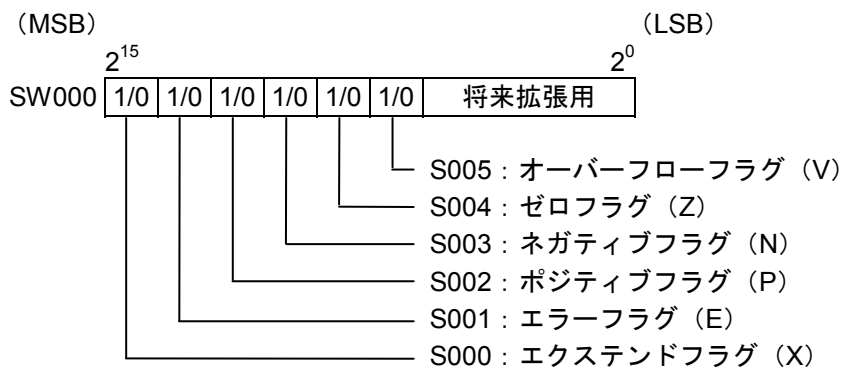 （MSB） （LSB）
2^15 2^0
SW000 1/0 1/0 1/0 1/0 1/0 1/0 将来拡張用
S005：オーバーフローフラグ（V）
S004：ゼロフラグ（Z）
S003：ネガティブフラグ（N）
S002：ポジティブフラグ（P）
S001：エラーフラグ（E）
S000：エクステンドフラグ（X）